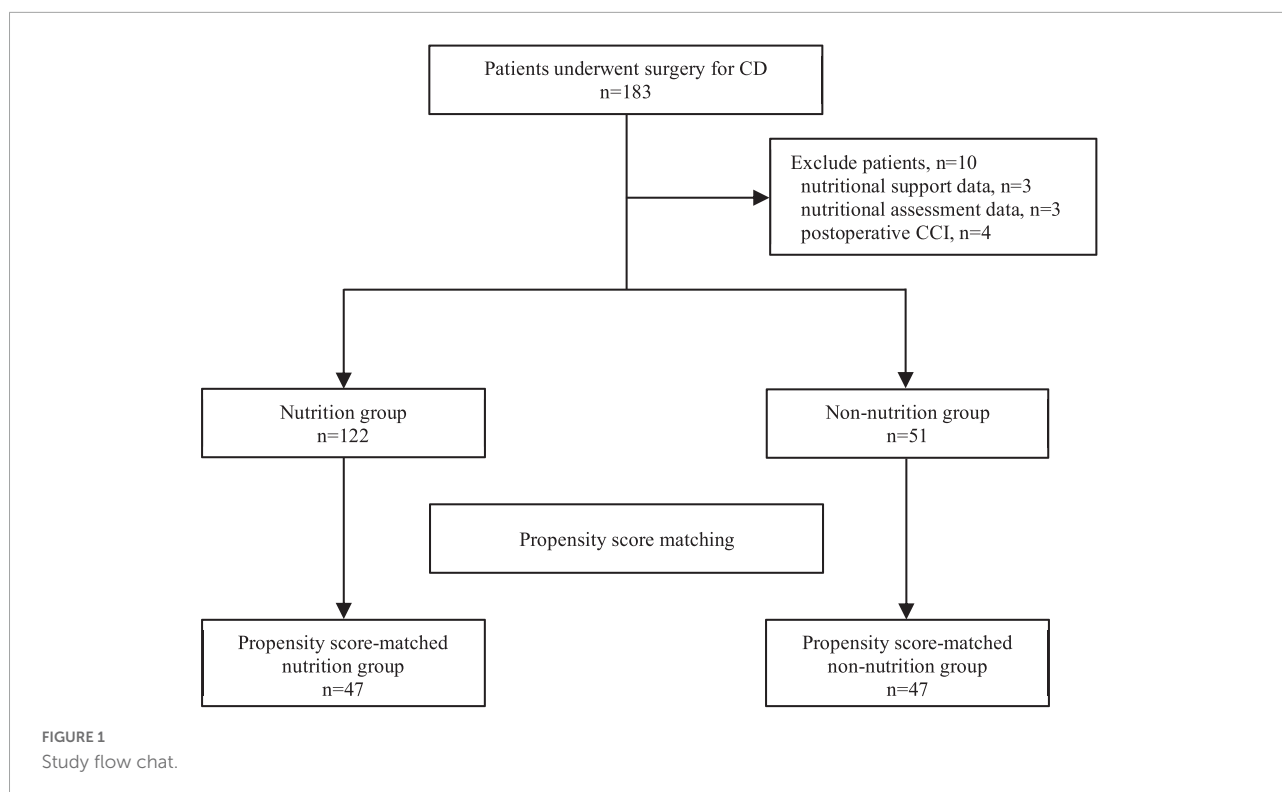 Patients underwent surgery for CD
n=183
Exclude patients, n=10
nutritional support data, n=3
nutritional assessment data, n=3
postoperative CCI, n=4
Nutrition group
n=122
Non-nutrition group
n=51
Propensity score matching
Propensity score-matched
nutrition group
n=47
Propensity score-matched
non-nutrition group
n=47
FIGURE 1
Study flow chat.